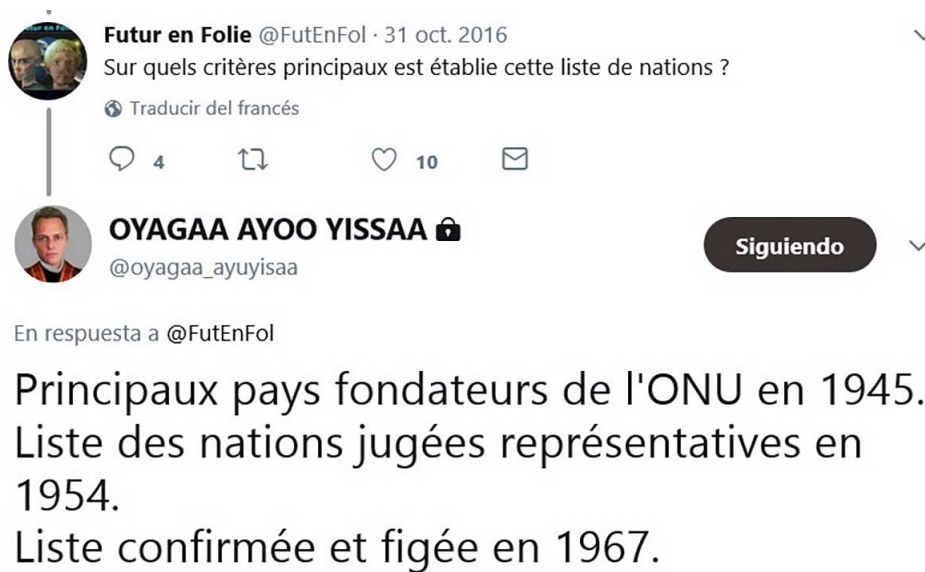 Futur en Folie @FutEnFol · 31 oct. 2016
Sur quels critères principaux est établie cette liste de nations ?
Traducir del francés
4 10
OYAGAA AYOO YISSAA
@oyagaa_ayuyisaa
Siguiendo
En respuesta a @FutEnFol
Principaux pays fondateurs de l'ONU en 1945.
Liste des nations jugées représentatives en
1954.
Liste confirmée et figée en 1967.